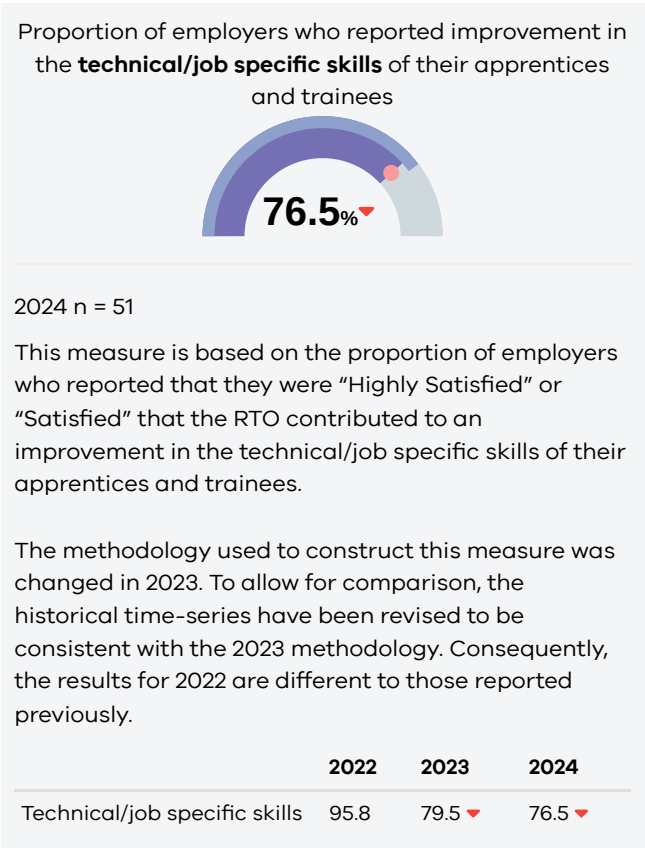 Proportion of employers who reported improvement in
the technical/job specific skills of their apprentices
and trainees
76.5%
2024 n = 51
This measure is based on the proportion of employers
who reported that they were “Highly Satisfied” or
“Satisfied” that the RTO contributed to an
improvement in the technical/job specific skills of their
apprentices and trainees.
The methodology used to construct this measure was
changed in 2023. To allow for comparison, the
historical time-series have been revised to be
consistent with the 2023 methodology. Consequently,
the results for 2022 are different to those reported
previously.
2022 2023 2024
Technical/job specific skills 95.8 79.5 76.5